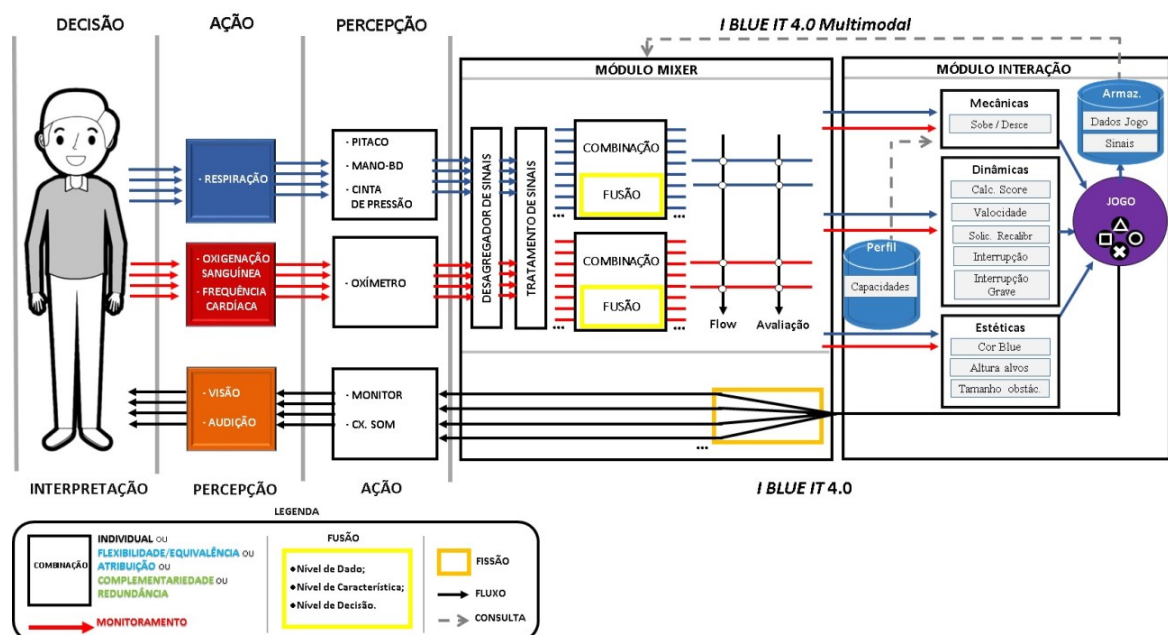 DECISÃO
AÇÃO
PERCEPÇÃO
I BLUE IT 4.0 Multimodal
MÓDULO MIXER
MÓDULO INTERAÇÃO
- RESPIRAÇÃO
- PITACO
- MANO-BD
- CINTA
DE PRESSÃO
- OXIGENAÇÃO
SANGUÍNEA
- FREQUÊNCIA
CARDÍACA
- OXÍMETRO
- VISÃO
- AUDIÇÃO
- MONITOR
- CX. SOM
DESAGREGADOR DE SINAIS
TRATAMENTO DE SINAIS
COMBINAÇÃO
FUSÃO
...
...
COMBINAÇÃO
FUSÃO
...
...
Flow
Avaliação
...
Mecânicas
Sobe / Desce
Dinâmicas
Calc. Score
Valocidade
Solic. Recalibr
Interrupção
Interrupção
Grave
Estéticas
Cor Blue
Altura alvos
Tamanho obstác.
Perfil
Capacidades
Armaz.
Dados Jogo
Sinais
JOGO
INTERPRETAÇÃO
PERCEPÇÃO
AÇÃO
I BLUE IT 4.0
LEGENDA
COMBINAÇÃO
INDIVIDUAL ou
FLEXIBILIDADE/EQUIVALÊNCIA ou
ATRIBUIÇÃO ou
COMPLEMENTARIEDADE ou
REDUNDÂNCIA
MONITORAMENTO
FUSÃO
●Nível de Dado;
●Nível de Característica;
●Nível de Decisão.
FISSÃO
FLUXO
CONSULTA